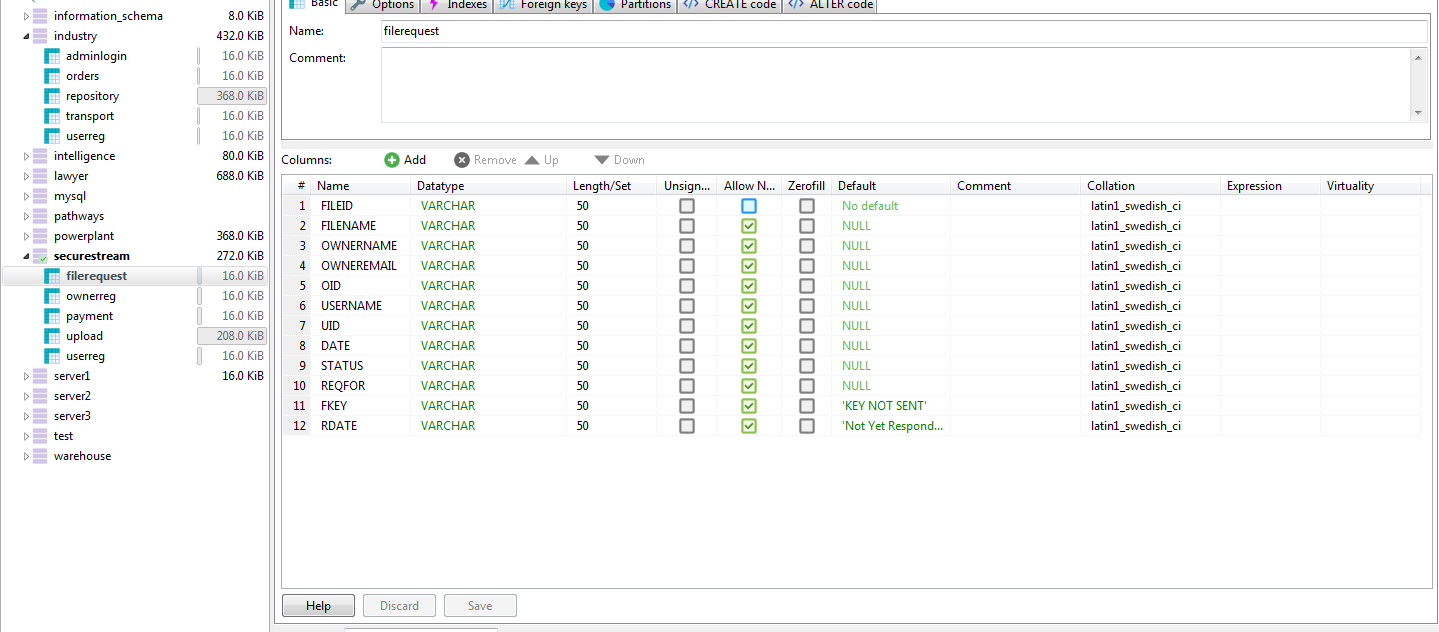 Basic Options Indexes Foreign keys Partitions CREATE code ALTER code
information_schema 8.0 KiB
industry 432.0 KiB
adminlogin 16.0 KiB
orders 16.0 KiB
repository 368.0 KiB
transport 16.0 KiB
userreg 16.0 KiB
intelligence 80.0 KiB
lawyer 688.0 KiB
mysql
pathways
powerplant 368.0 KiB
securestream 272.0 KiB
filerequest 16.0 KiB
ownerreg 16.0 KiB
payment 16.0 KiB
upload 208.0 KiB
userreg 16.0 KiB
server1 16.0 KiB
server2
server3
test
warehouse
Name: filerequest
Comment:
Columns: Add Remove Up Down
# Name Datatype Length/Set Unsign... Allow N... Zerofill Default Comment Collation Expression Virtuality
1 FILEID VARCHAR 50 No default latin1_swedish_ci
2 FILENAME VARCHAR 50 NULL latin1_swedish_ci
3 OWNERNAME VARCHAR 50 NULL latin1_swedish_ci
4 OWNEREMAIL VARCHAR 50 NULL latin1_swedish_ci
5 OID VARCHAR 50 NULL latin1_swedish_ci
6 USERNAME VARCHAR 50 NULL latin1_swedish_ci
7 UID VARCHAR 50 NULL latin1_swedish_ci
8 DATE VARCHAR 50 NULL latin1_swedish_ci
9 STATUS VARCHAR 50 NULL latin1_swedish_ci
10 REQFOR VARCHAR 50 NULL latin1_swedish_ci
11 FKEY VARCHAR 50 'KEY NOT SENT' latin1_swedish_ci
12 RDATE VARCHAR 50 'Not Yet Respond... latin1_swedish_ci
Help Discard Save